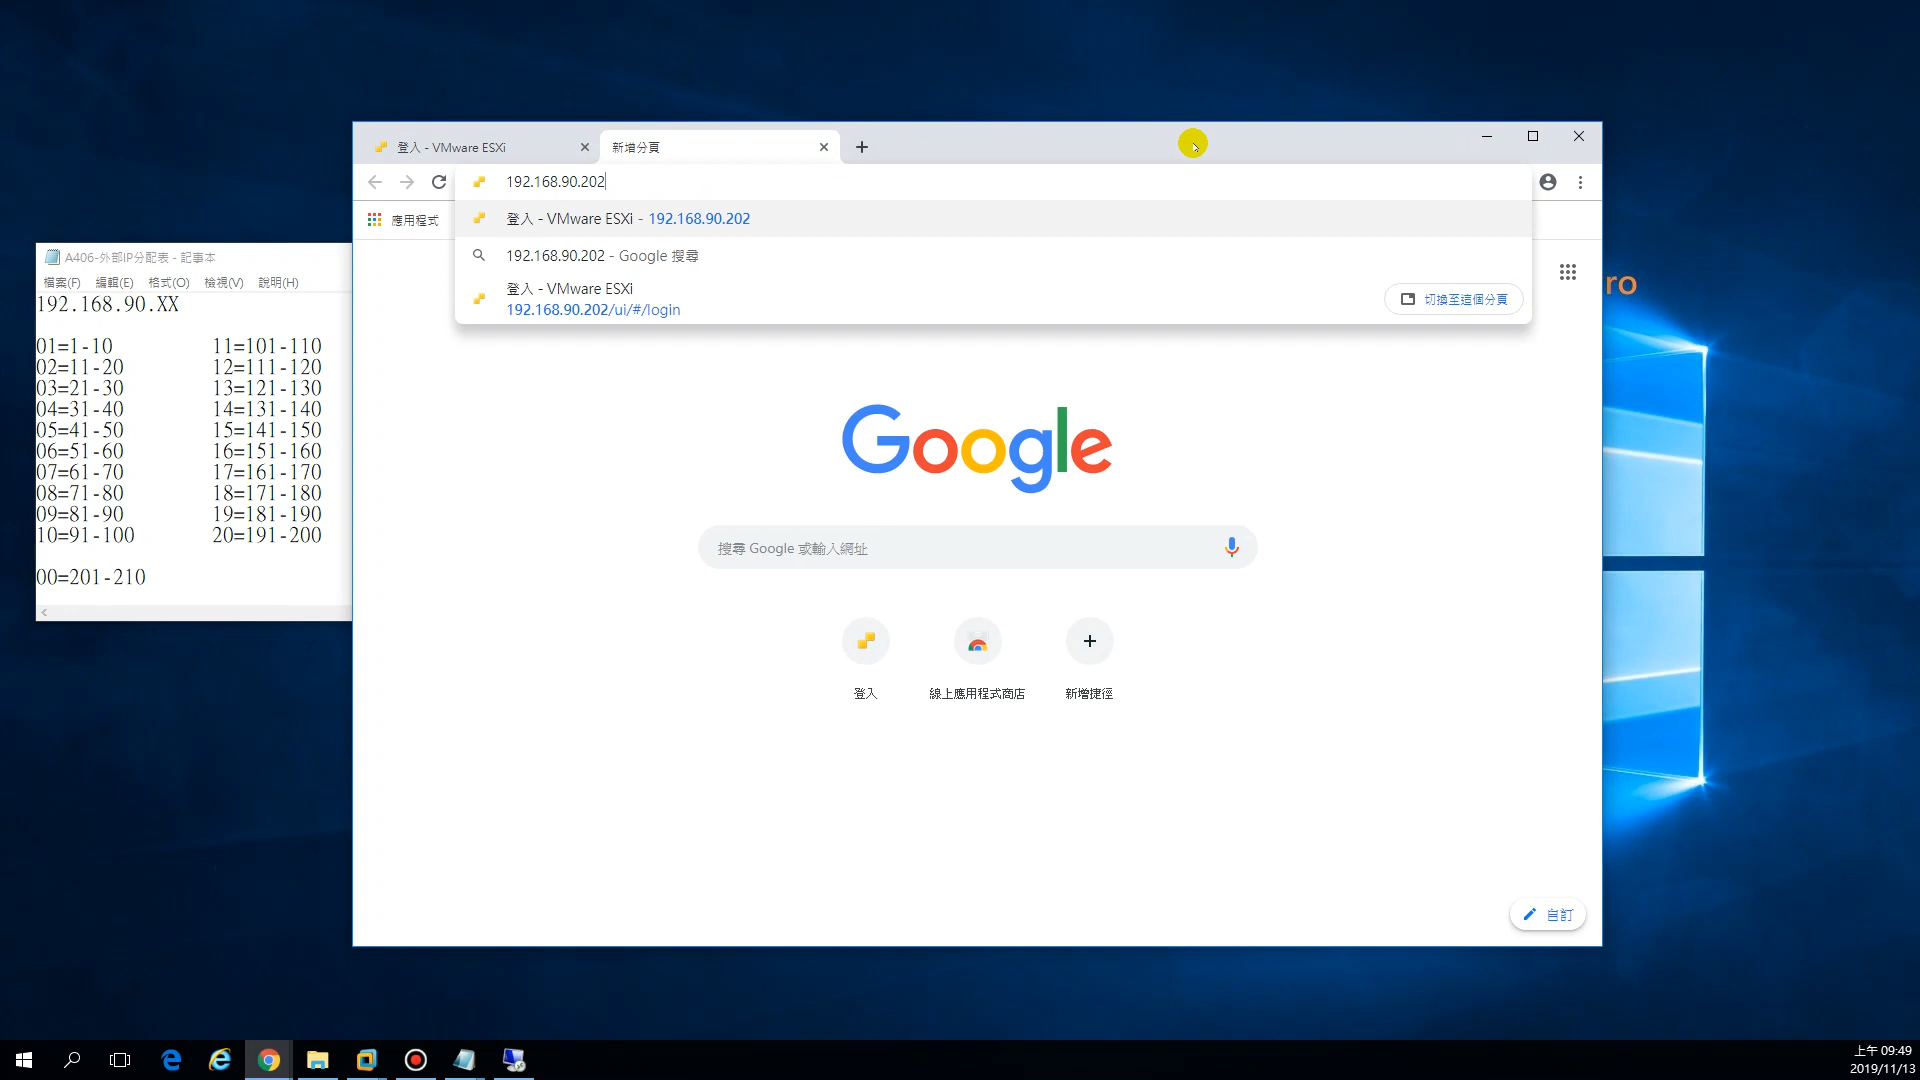 登入 - VMware ESXi
新增分頁
192.168.90.202
應用程式
登入 - VMware ESXi - 192.168.90.202
192.168.90.202 - Google 搜尋
登入 - VMware ESXi
192.168.90.202/ui/#/login
切換至這個分頁
A406-外部IP分配表 - 記事本
檔案(F) 編輯(E) 格式(O) 檢視(V) 說明(H)
192.168.90.XX
01=1-10 11=101-110
02=11-20 12=111-120
03=21-30 13=121-130
04=31-40 14=131-140
05=41-50 15=141-150
06=51-60 16=151-160
07=61-70 17=161-170
08=71-80 18=171-180
09=81-90 19=181-190
10=91-100 20=191-200
00=201-210
ro
Google
搜尋 Google 或輸入網址
登入
線上應用程式商店
新增捷徑
自訂
上午 09:49
2019/11/13